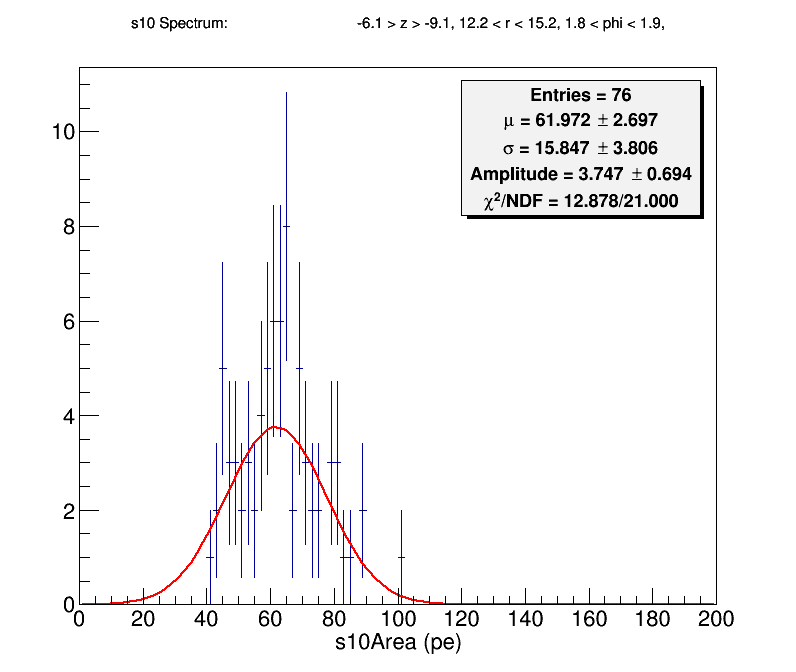 s10 Spectrum: -6.1 > z > -9.1, 12.2 < r < 15.2, 1.8 < phi < 1.9,
Entries = 76
μ = 61.972 ± 2.697
σ = 15.847 ± 3.806
Amplitude = 3.747 ± 0.694
χ²/NDF = 12.878/21.000
10
8
6
4
2
0
0 20 40 60 80 100 120 140 160 180 200
s10Area (pe)